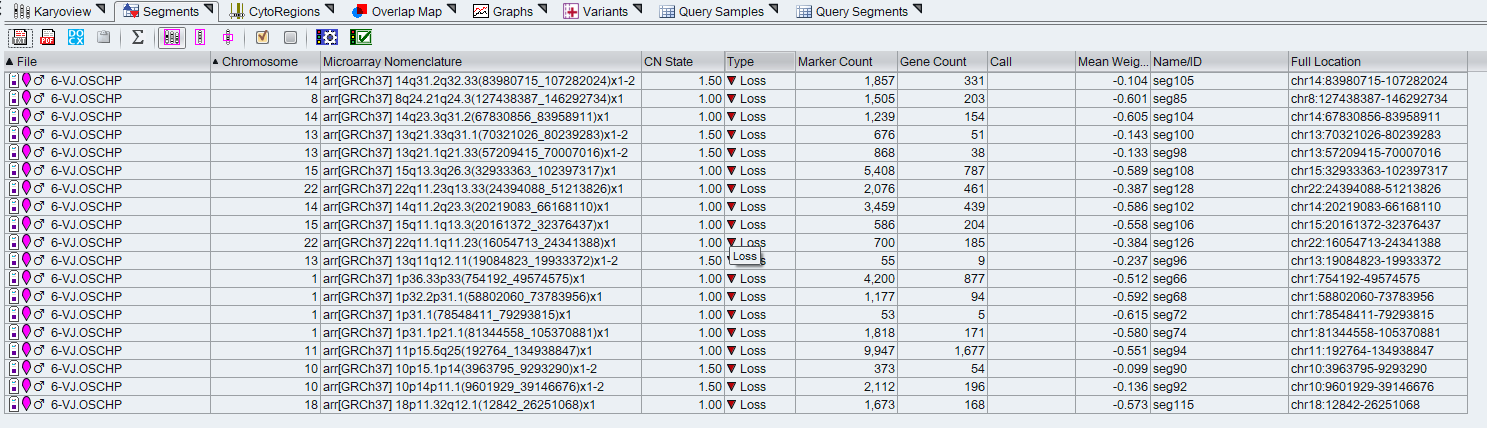 Karyoview Segments CytoRegions Overlap Map Graphs Variants Query Samples Query Segments
TXT PDF DOCX Σ
File Chromosome Microarray Nomenclature CN State Type Marker Count Gene Count Call Mean Weig... Name/ID Full Location
6-VJ.OSCHP 14 arr[GRCh37] 14q31.2q32.33(83980715_107282024)x1-2 1.50 Loss 1,857 331 -0.104 seg105 chr14:83980715-107282024
6-VJ.OSCHP 8 arr[GRCh37] 8q24.21q24.3(127438387_146292734)x1 1.00 Loss 1,505 203 -0.601 seg85 chr8:127438387-146292734
6-VJ.OSCHP 14 arr[GRCh37] 14q23.3q31.2(67830856_83958911)x1 1.00 Loss 1,239 154 -0.605 seg104 chr14:67830856-83958911
6-VJ.OSCHP 13 arr[GRCh37] 13q21.33q31.1(70321026_80239283)x1-2 1.50 Loss 676 51 -0.143 seg100 chr13:70321026-80239283
6-VJ.OSCHP 13 arr[GRCh37] 13q21.1q21.33(57209415_70007016)x1-2 1.50 Loss 868 38 -0.133 seg98 chr13:57209415-70007016
6-VJ.OSCHP 15 arr[GRCh37] 15q13.3q26.3(32933363_102397317)x1 1.00 Loss 5,408 787 -0.589 seg108 chr15:32933363-102397317
6-VJ.OSCHP 22 arr[GRCh37] 22q11.23q13.33(24394088_51213826)x1 1.00 Loss 2,076 461 -0.387 seg128 chr22:24394088-51213826
6-VJ.OSCHP 14 arr[GRCh37] 14q11.2q23.3(20219083_66168110)x1 1.00 Loss 3,459 439 -0.586 seg102 chr14:20219083-66168110
6-VJ.OSCHP 15 arr[GRCh37] 15q11.1q13.3(20161372_32376437)x1 1.00 Loss 586 204 -0.558 seg106 chr15:20161372-32376437
6-VJ.OSCHP 22 arr[GRCh37] 22q11.1q11.23(16054713_24341388)x1 1.00 Loss 700 185 -0.384 seg126 chr22:16054713-24341388
Loss
6-VJ.OSCHP 13 arr[GRCh37] 13q11q12.11(19084823_19933372)x1-2 1.50 55 9 -0.237 seg96 chr13:19084823-19933372
6-VJ.OSCHP 1 arr[GRCh37] 1p36.33p33(754192_49574575)x1 1.00 Loss 4,200 877 -0.512 seg66 chr1:754192-49574575
6-VJ.OSCHP 1 arr[GRCh37] 1p32.2p31.1(58802060_73783956)x1 1.00 Loss 1,177 94 -0.592 seg68 chr1:58802060-73783956
6-VJ.OSCHP 1 arr[GRCh37] 1p31.1(78548411_79293815)x1 1.00 Loss 53 5 -0.615 seg72 chr1:78548411-79293815
6-VJ.OSCHP 1 arr[GRCh37] 1p31.1p21.1(81344558_105370881)x1 1.00 Loss 1,818 171 -0.580 seg74 chr1:81344558-105370881
6-VJ.OSCHP 11 arr[GRCh37] 11p15.5q25(192764_134938847)x1 1.00 Loss 9,947 1,677 -0.551 seg94 chr11:192764-134938847
6-VJ.OSCHP 10 arr[GRCh37] 10p15.1p14(3963795_9293290)x1-2 1.50 Loss 373 54 -0.099 seg90 chr10:3963795-9293290
6-VJ.OSCHP 10 arr[GRCh37] 10p14p11.1(9601929_39146676)x1-2 1.50 Loss 2,112 196 -0.136 seg92 chr10:9601929-39146676
6-VJ.OSCHP 18 arr[GRCh37] 18p11.32q12.1(12842_26251068)x1 1.00 Loss 1,673 168 -0.573 seg115 chr18:12842-26251068